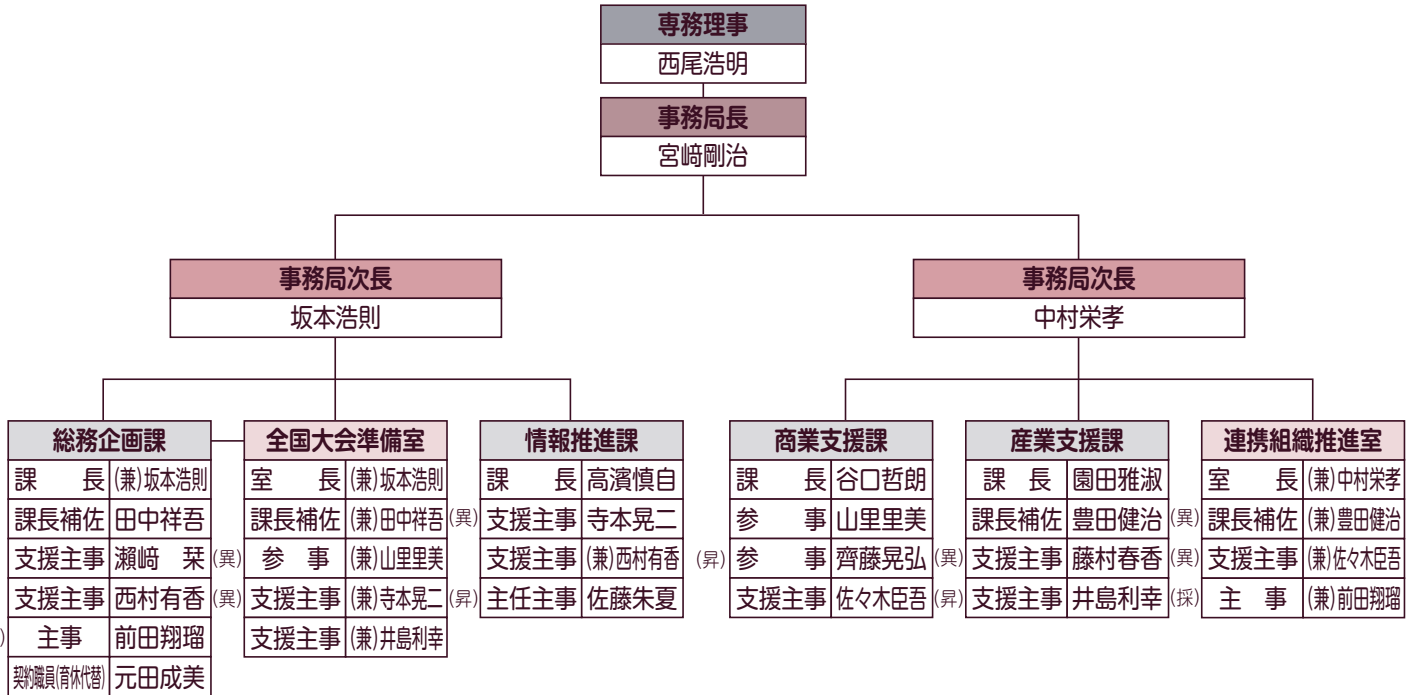 専務理事
西尾浩明
事務局長
宮﨑剛治
事務局次長
坂本浩則
事務局次長
中村栄孝
総務企画課
課　　長 (兼)坂本浩則
課長補佐 田中祥吾
支援主事 瀬﨑　栞
支援主事 西村有香
) 主事 前田翔瑠
契約職員(育休代替) 元田成美
全国大会準備室
室　　長 (兼)坂本浩則
課長補佐 (兼)田中祥吾
(異) 参　事 (兼)山里里美
(異) 支援主事 (兼)寺本晃二
支援主事 (兼)井島利幸
情報推進課
課　　長 高濱慎自
(異) 支援主事 寺本晃二
支援主事 (兼)西村有香
(昇) 主任主事 佐藤朱夏
商業支援課
課　　長 谷口哲朗
参　　事 山里里美
(昇) 参　　事 齊藤晃弘
支援主事 佐々木臣吾
産業支援課
課　長 園田雅淑
課長補佐 豊田健治
(異) 支援主事 藤村春香
(昇) 支援主事 井島利幸
連携組織推進室
室　　長 (兼)中村栄孝
(異) 課長補佐 (兼)豊田健治
(異) 支援主事 (兼)佐々木臣吾
(採) 主　事 (兼)前田翔瑠